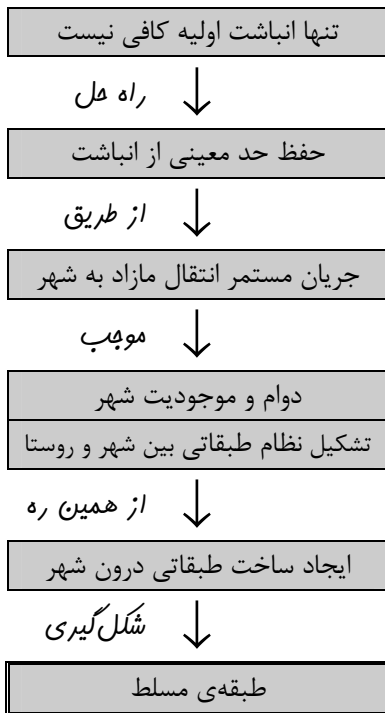 تنها انباشت اولیه کافی نیست
راه حل
حفظ حد معینی از انباشت
از طریق
جریان مستمر انتقال مازاد به شهر
موجب
دوام و موجودیت شهر
تشکیل نظام طبقاتی بین شهر و روستا
از همین ره
ایجاد ساخت طبقاتی درون شهر
شکل‌گیری
طبقه‌ی مسلط